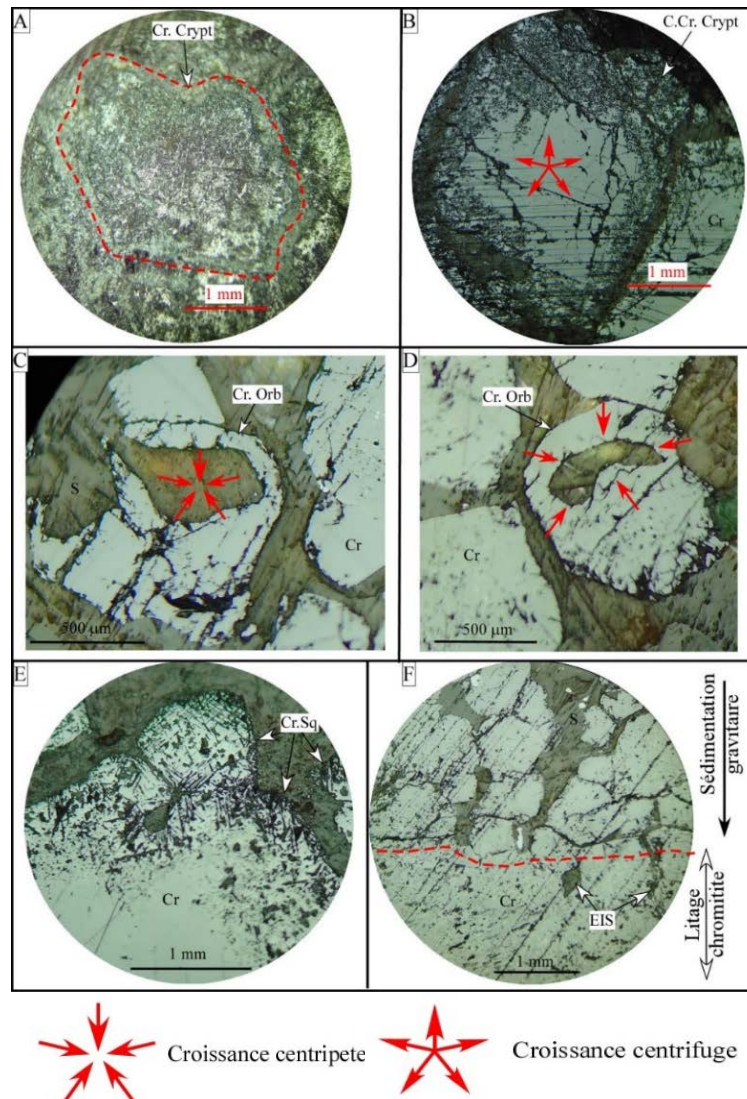 A
Cr. Crypt
1 mm
B
C.Cr. Crypt
Cr
1 mm
C
Cr. Orb
S
Cr
500 µm
D
Cr. Orb
Cr
500 µm
E
Cr.Sq
Cr
1 mm
F
S
Cr
EIS
1 mm
Sédimentation
gravitaire
Litage
chromitite
Croissance centripete
Croissance centrifuge